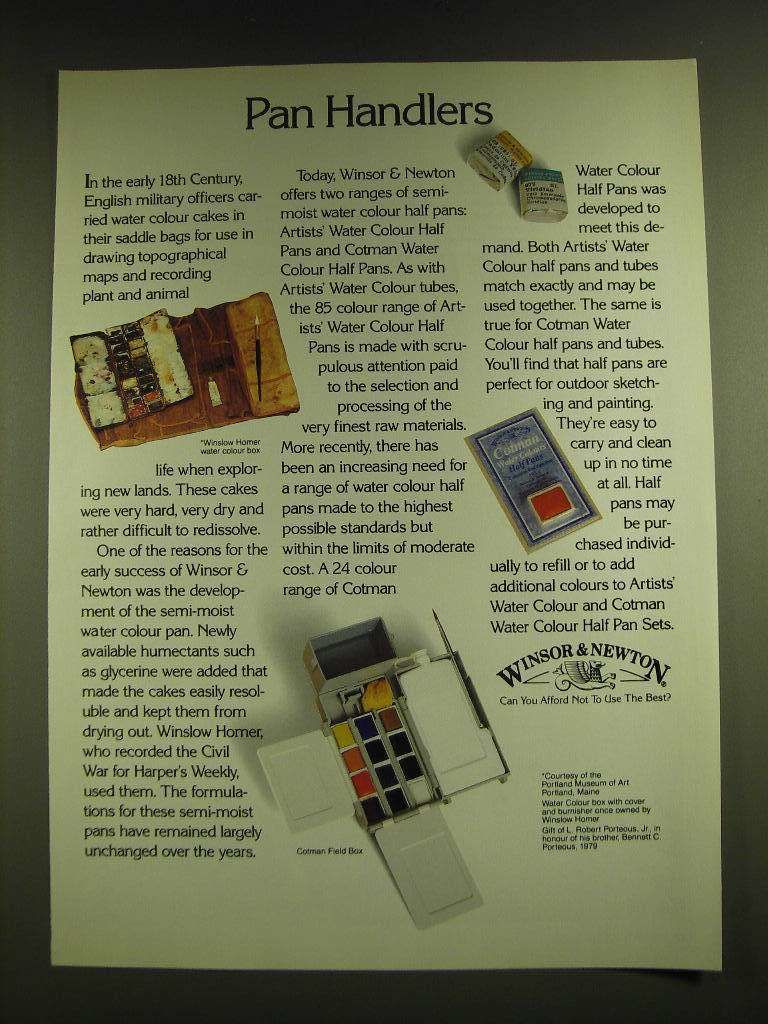 Pan Handlers
In the early 18th Century,
English military officers car-
ried water colour cakes in
their saddle bags for use in
drawing topographical
maps and recording
plant and animal
*Winslow Homer
water colour box
life when explor-
ing new lands. These cakes
were very hard, very dry and
rather difficult to redissolve.
One of the reasons for the
early success of Winsor &
Newton was the develop-
ment of the semi-moist
water colour pan. Newly
available humectants such
as glycerine were added that
made the cakes easily resol-
uble and kept them from
drying out. Winslow Homer,
who recorded the Civil
War for Harper's Weekly,
used them. The formula-
tions for these semi-moist
pans have remained largely
unchanged over the years.
Today, Winsor & Newton
offers two ranges of semi-
moist water colour half pans:
Artists' Water Colour Half
Pans and Cotman Water
Colour Half Pans. As with
Artists' Water Colour tubes,
the 85 colour range of Art-
ists' Water Colour Half
Pans is made with scru-
pulous attention paid
to the selection and
processing of the
very finest raw materials.
More recently, there has
been an increasing need for
a range of water colour half
pans made to the highest
possible standards but
within the limits of moderate
cost. A 24 colour
range of Cotman
Cotman Field Box
Water Colour
Half Pans was
developed to
meet this de-
mand. Both Artists' Water
Colour half pans and tubes
match exactly and may be
used together. The same is
true for Cotman Water
Colour half pans and tubes.
You'll find that half pans are
perfect for outdoor sketch-
ing and painting.
They're easy to
carry and clean
up in no time
at all. Half
pans may
be pur-
chased individ-
ually to refill or to add
additional colours to Artists'
Water Colour and Cotman
Water Colour Half Pan Sets.
Cotman
Half Pans
WINSOR & NEWTON®
Can You Afford Not To Use The Best?
*Courtesy of the
Portland Museum of Art
Portland, Maine
Water Colour box with cover
and burnisher once owned by
Winslow Homer
Gift of L. Robert Porteous, Jr. in
honour of his brother, Bennett C.
Porteous, 1979